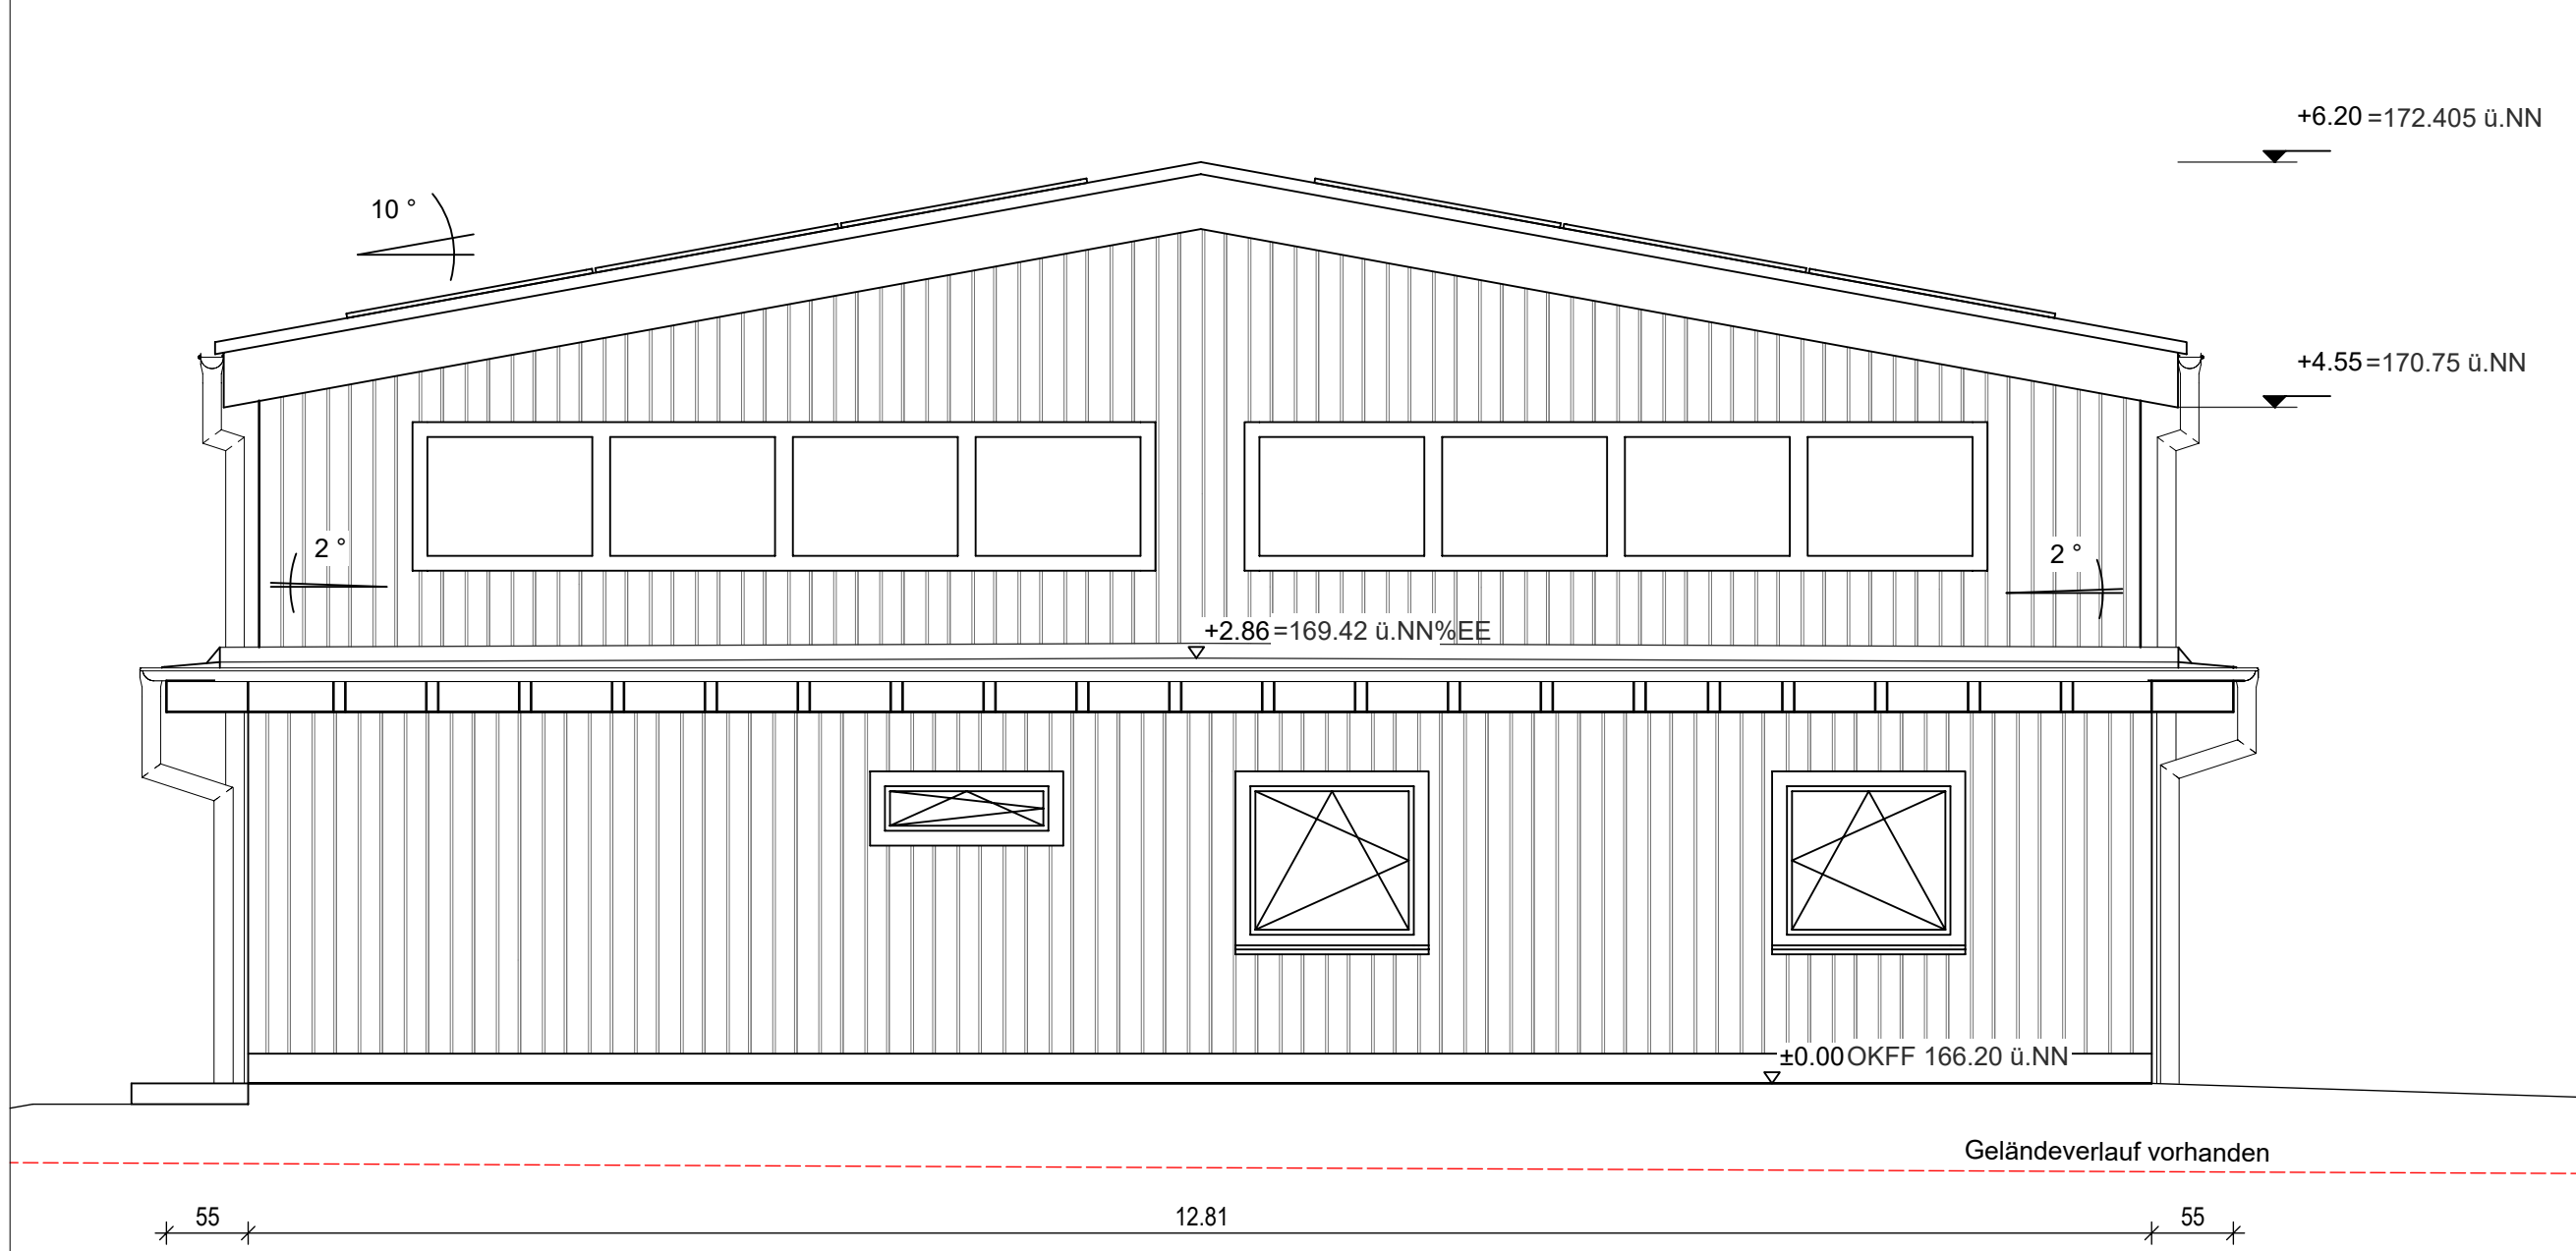 +6.20 =172.405 ü.NN
10 °
+4.55 =170.75 ü.NN
2 °
2 °
+2.86 =169.42 ü.NN%EE
±0.00 OKFF 166.20 ü.NN
Geländeverlauf vorhanden
55
12.81
55